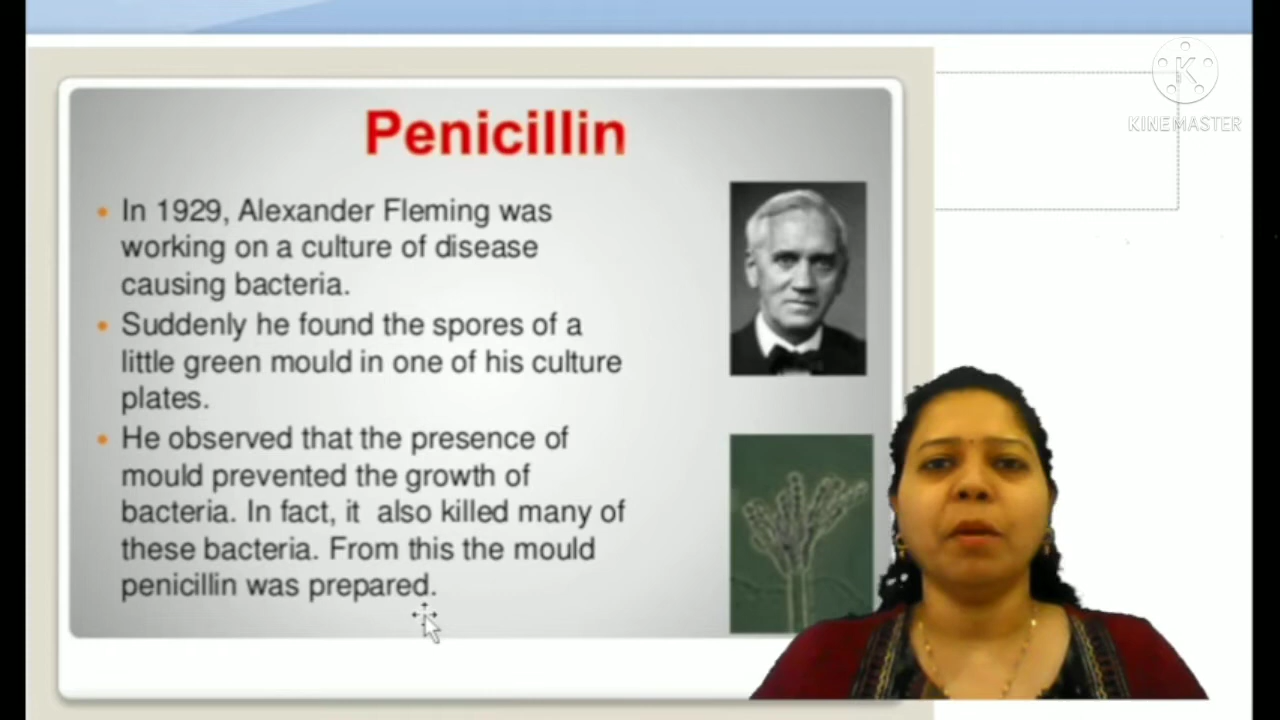 Penicillin
• In 1929, Alexander Fleming was
working on a culture of disease
causing bacteria.
• Suddenly he found the spores of a
little green mould in one of his culture
plates.
• He observed that the presence of
mould prevented the growth of
bacteria. In fact, it also killed many of
these bacteria. From this the mould
penicillin was prepared.
K
KINEMASTER